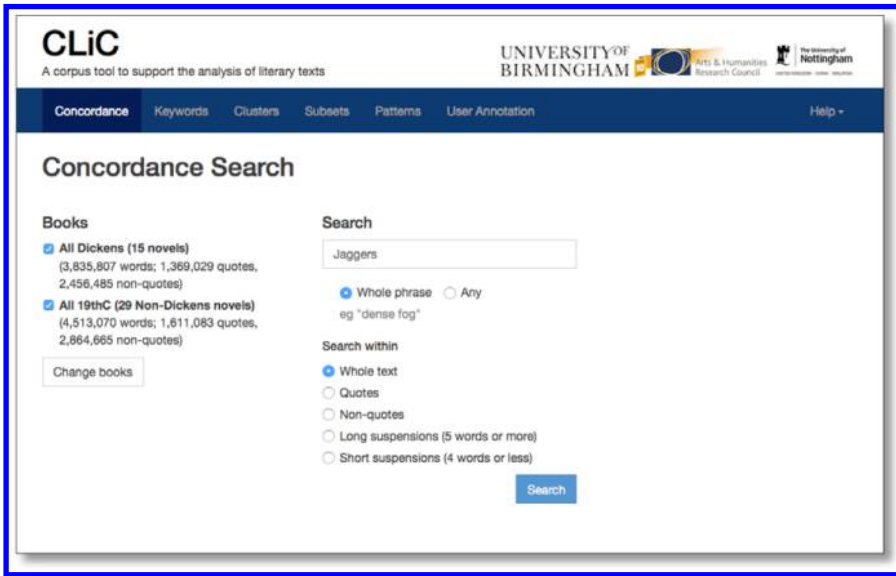 CLiC
A corpus tool to support the analysis of literary texts
UNIVERSITY OF
BIRMINGHAM
Arts & Humanities
Research Council
The University of
Nottingham
Concordance Keywords Clusters Subsets Patterns User Annotation Help
Concordance Search
Books
All Dickens (15 novels)
(3,835,807 words; 1,369,029 quotes,
2,456,485 non-quotes)
All 19thC (29 Non-Dickens novels)
(4,513,070 words; 1,611,083 quotes,
2,864,665 non-quotes)
Change books
Search
Jaggers
Whole phrase Any
eg "dense fog"
Search within
Whole text
Quotes
Non-quotes
Long suspensions (5 words or more)
Short suspensions (4 words or less)
Search